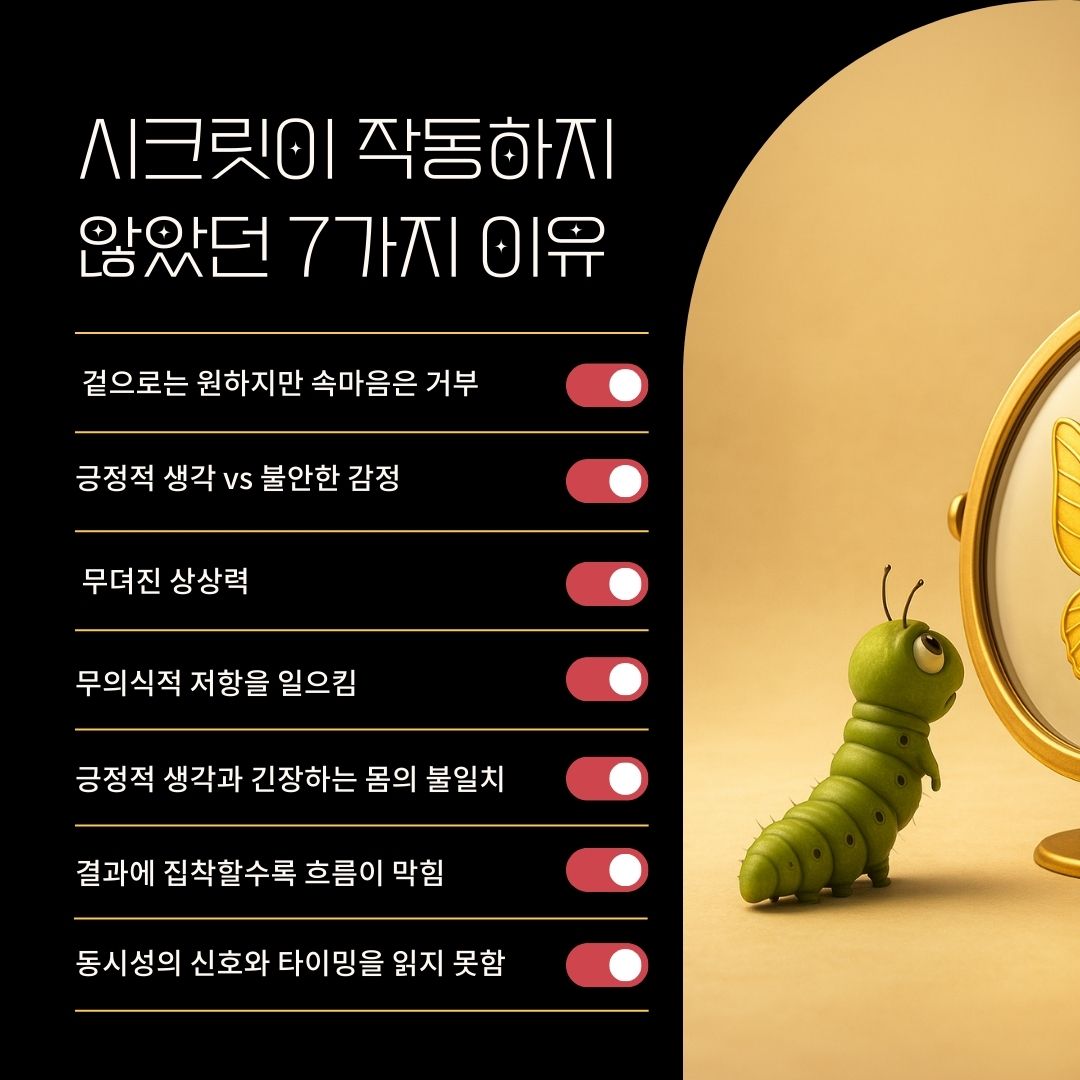 시크릿이 작동하지
않았던 7가지 이유
겉으로는 원하지만 속마음은 거부
긍정적 생각 vs 불안한 감정
무뎌진 상상력
무의식적 저항을 일으킴
긍정적 생각과 긴장하는 몸의 불일치
결과에 집착할수록 흐름이 막힘
동시성의 신호와 타이밍을 읽지 못함